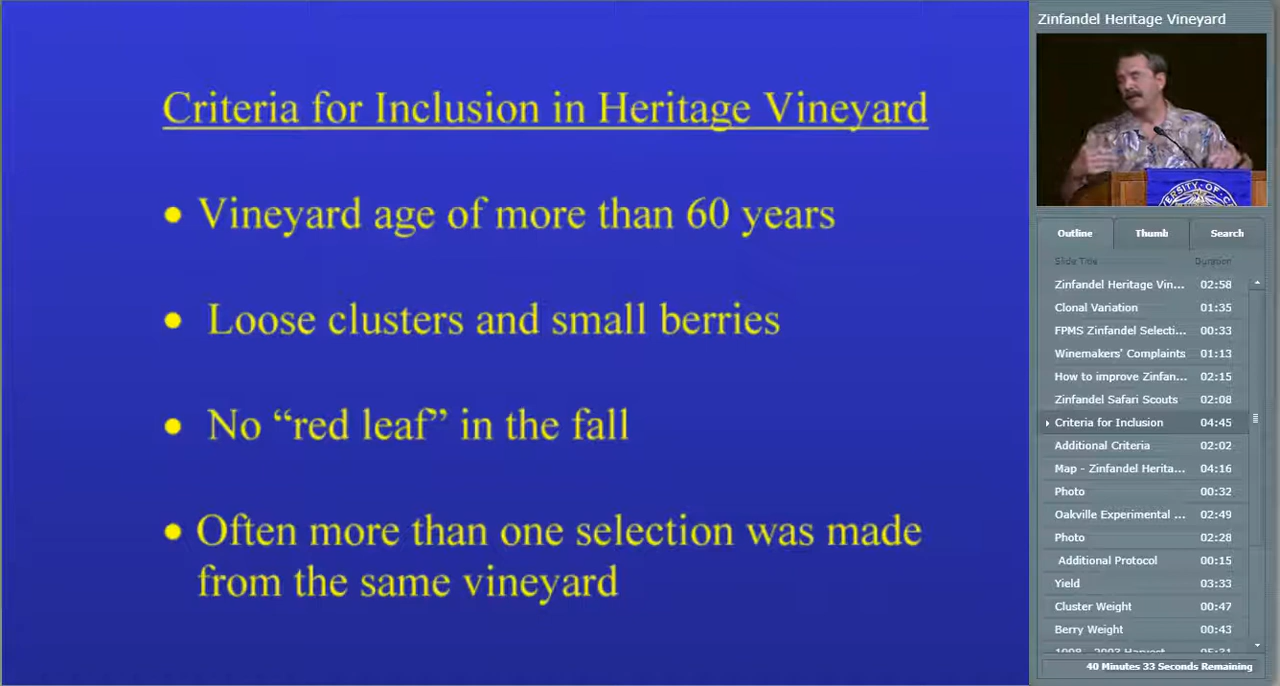 Criteria for Inclusion in Heritage Vineyard
• Vineyard age of more than 60 years
• Loose clusters and small berries
• No “red leaf” in the fall
• Often more than one selection was made
from the same vineyard
Zinfandel Heritage Vineyard
Outline Thumb Search
Slide Title Duration
Zinfandel Heritage Vin... 02:58
Clonal Variation 01:35
FPMS Zinfandel Selecti... 00:33
Winemakers' Complaints 01:13
How to improve Zinfan... 02:15
Zinfandel Safari Scouts 02:08
Criteria for Inclusion 04:45
Additional Criteria 02:02
Map - Zinfandel Herita... 04:16
Photo 00:32
Oakville Experimental ... 02:49
Photo 02:28
Additional Protocol 00:15
Yield 03:33
Cluster Weight 00:47
Berry Weight 00:43
40 Minutes 33 Seconds Remaining